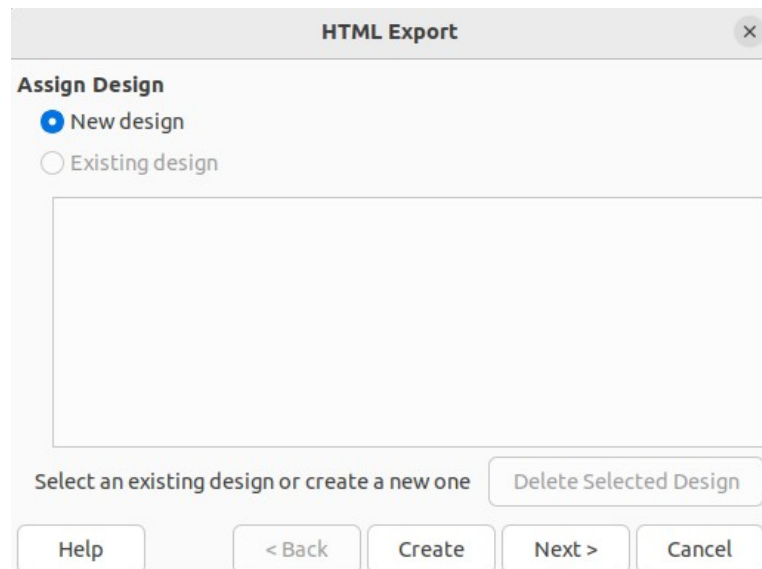 HTML Export
Assign Design
New design
Existing design
Select an existing design or create a new one Delete Selected Design
Help < Back Create Next > Cancel